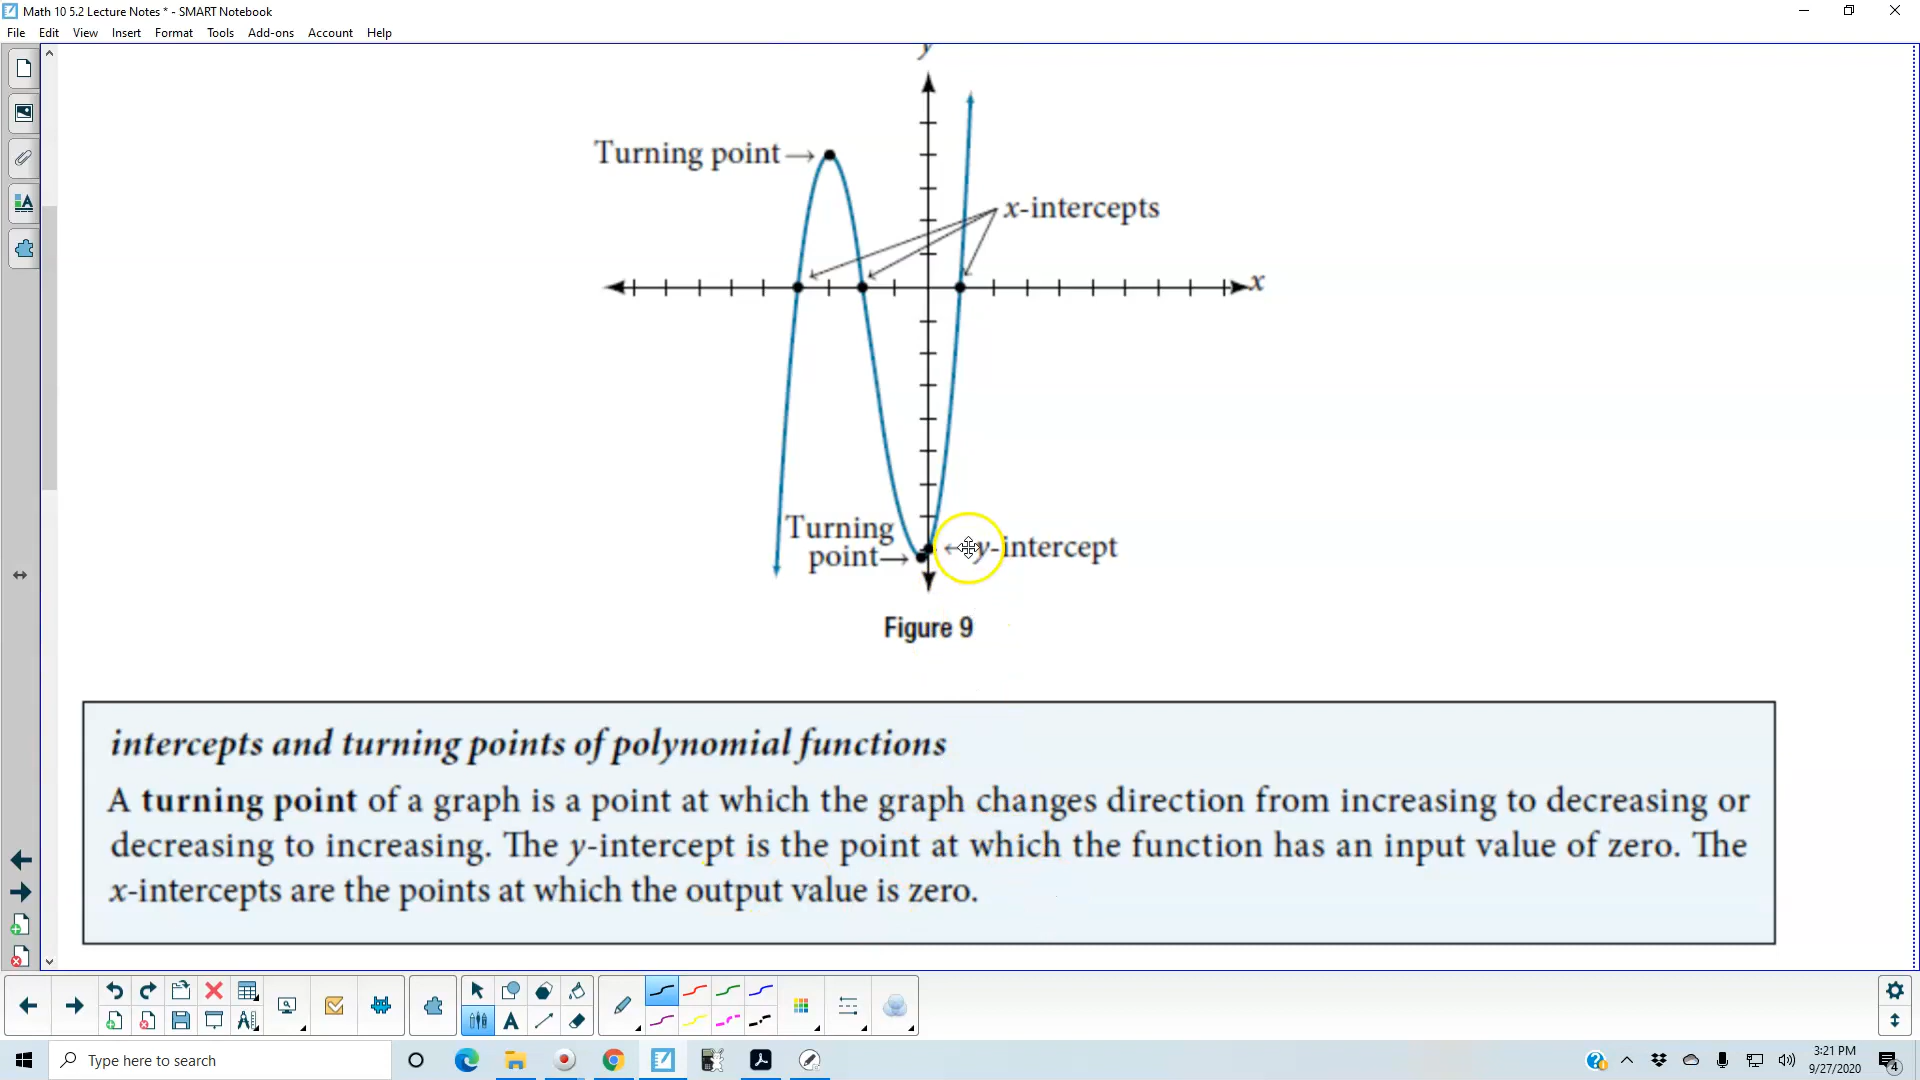 Math 10 5.2 Lecture Notes * - SMART Notebook
File Edit View Insert Format Tools Add-ons Account Help
y
Turning point
x-intercepts
x
Turning
point
y-intercept
Figure 9
intercepts and turning points of polynomial functions
A turning point of a graph is a point at which the graph changes direction from increasing to decreasing or
decreasing to increasing. The y-intercept is the point at which the function has an input value of zero. The
x-intercepts are the points at which the output value is zero.
Type here to search
3:21 PM
9/27/2020
4